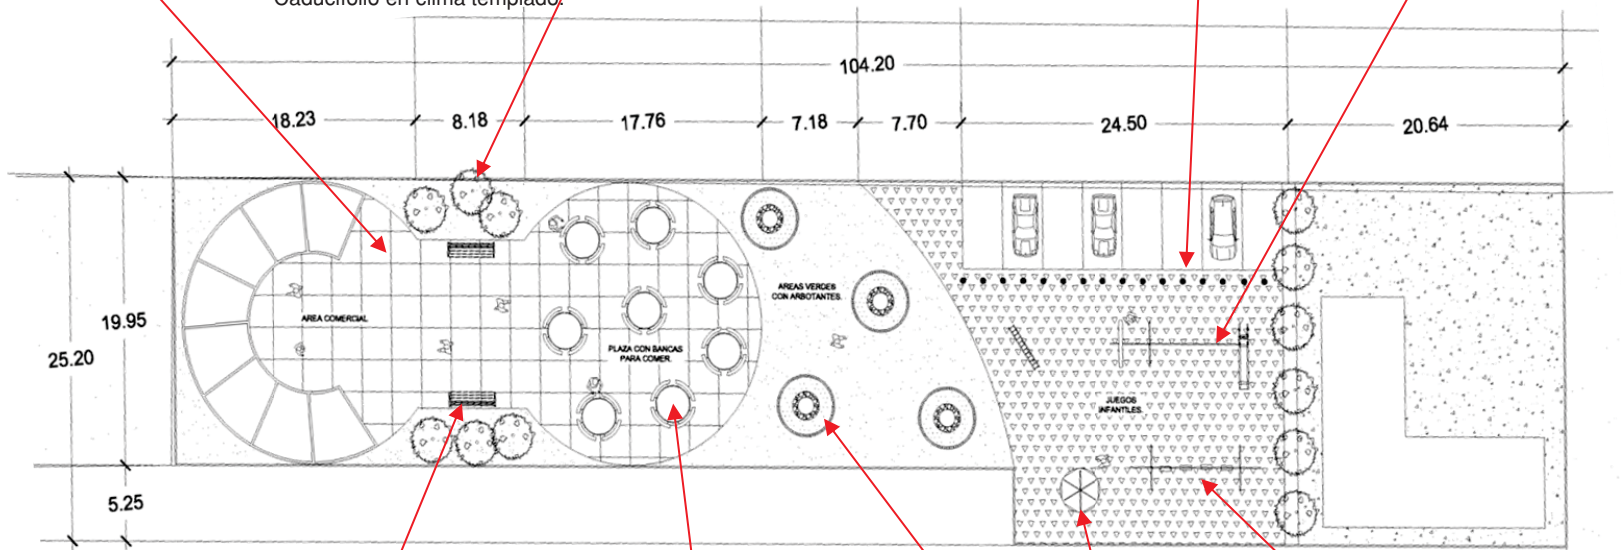 Caducifolio en clima templado.
104.20
18.23
8.18
17.76
7.18
7.70
24.50
20.64
19.95
25.20
5.25
AREA COMERCIAL
PLAZA CON BANCAS
PARA COMER.
AREAS VERDES
CON ARBOTANTES.
JUEGOS
INFANTILES.